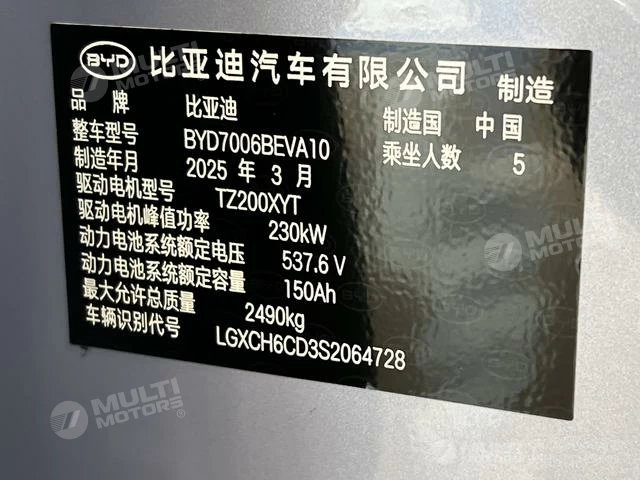 BYD 比亚迪汽车有限公司 制造
品牌 比亚迪 制造国 中国
整车型号 BYD7006BEVA10 乘坐人数 5
制造年月 2025 年 3 月
驱动电机型号 TZ200XYT
驱动电机峰值功率 230kW
动力电池系统额定电压 537.6 V
动力电池系统额定容量 150Ah
最大允许总质量 2490kg
车辆识别代号 LGXCH6CD3S2064728
MULTI MOTORS
MULTI MOTORS
MULTI MOTORS
MULTI MOTORS